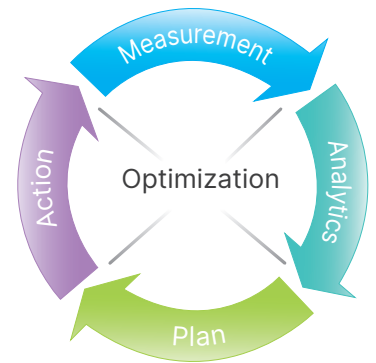 Measurement
Analytics
Plan
Action
Optimization